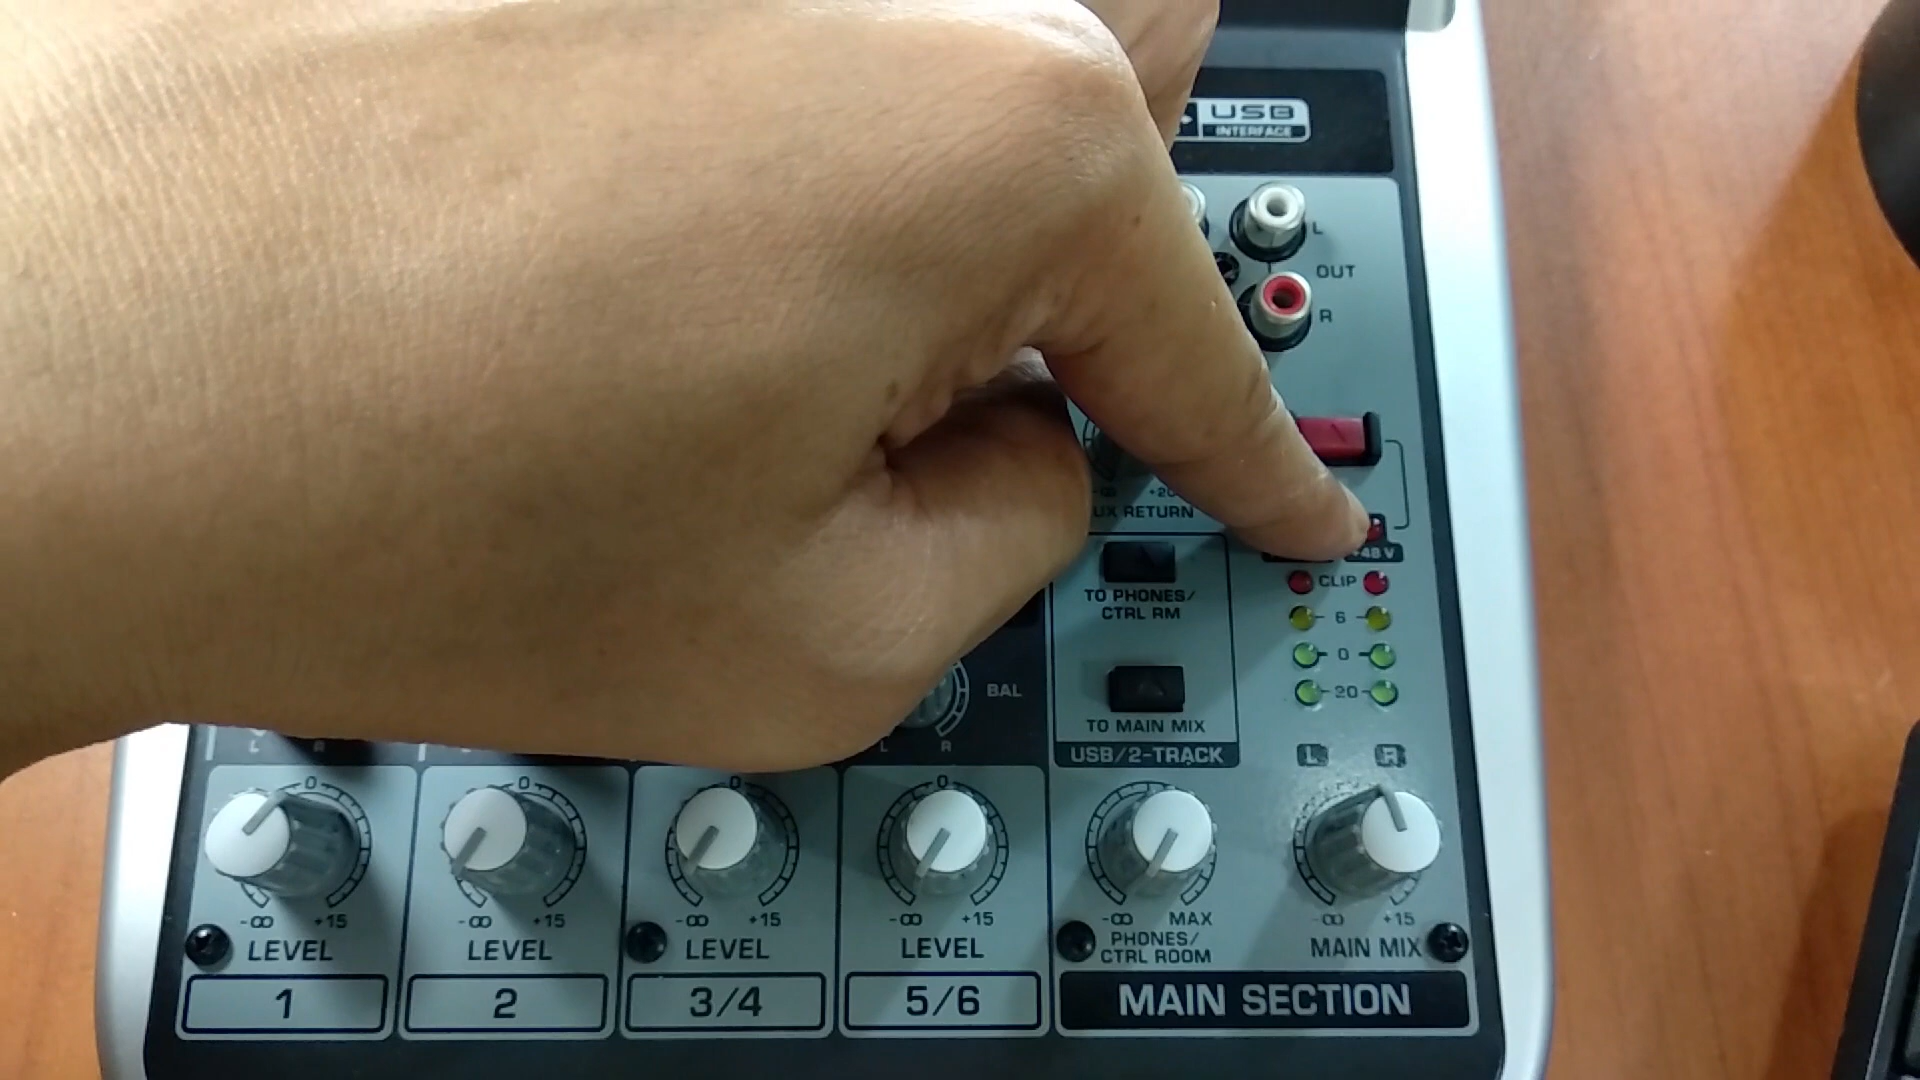 USB
INTERFACE
L
OUT
R
+20
UX RETURN
+48 V
CLIP
TO PHONES/
CTRL RM
6
0
20
BAL
L R
L R
TO MAIN MIX
USB/2-TRACK
L R
0 0 0 0
-∞ +15
LEVEL
1
-∞ +15
LEVEL
2
-∞ +15
LEVEL
3/4
-∞ +15
LEVEL
5/6
-∞ MAX
PHONES/
CTRL ROOM
-∞ +15
MAIN MIX
MAIN SECTION